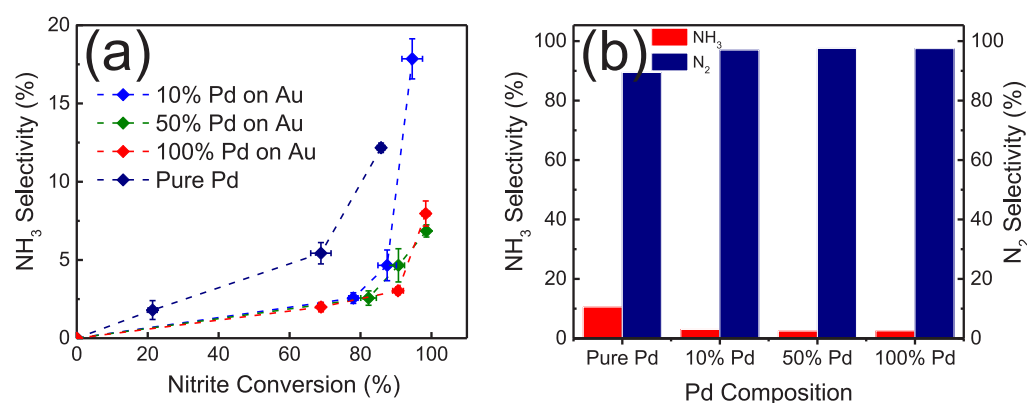 (a)
20
15
10
5
0
NH₃ Selectivity (%)
10% Pd on Au
50% Pd on Au
100% Pd on Au
Pure Pd
0 20 40 60 80 100
Nitrite Conversion (%)
(b)
NH₃
N₂
100
80
60
40
20
0
NH₃ Selectivity (%)
100
80
60
40
20
0
N₂ Selectivity (%)
Pure Pd 10% Pd 50% Pd 100% Pd
Pd Composition